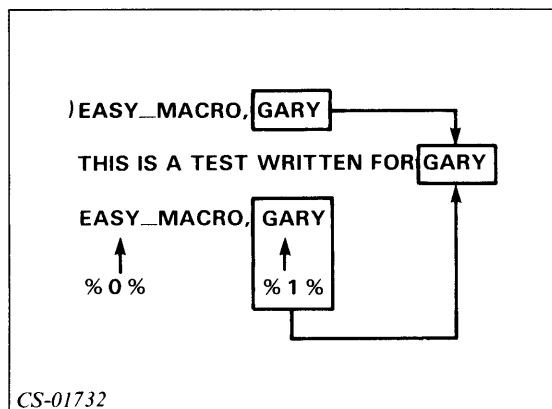 )EASY_MACRO, GARY
THIS IS A TEST WRITTEN FOR GARY
EASY_MACRO, GARY
%0% %1%
CS-01732